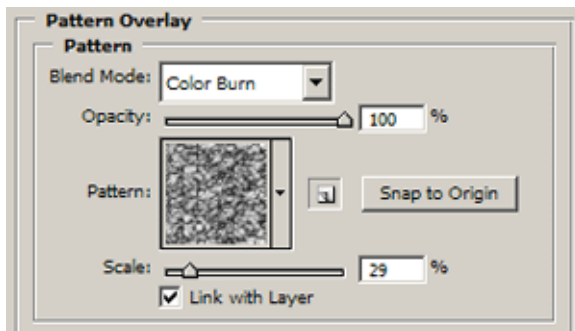 Pattern Overlay
Pattern
Blend Mode: Color Burn
Opacity: 100 %
Pattern: Snap to Origin
Scale: 29 %
Link with Layer